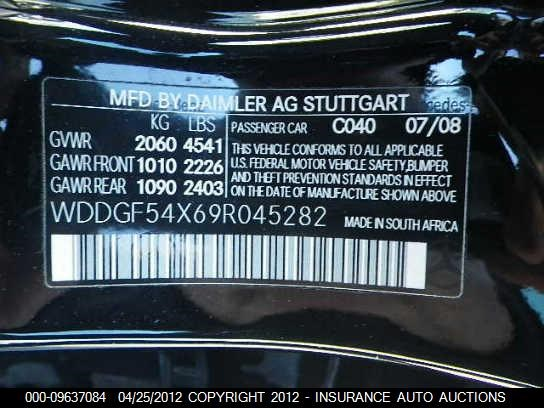 MFD BY DAIMLER AG STUTTGART
KG LBS
PASSENGER CAR C040 07/08
GVWR 2060 4541
GAWR FRONT 1010 2226
GAWR REAR 1090 2403
THIS VEHICLE CONFORMS TO ALL APPLICABLE
U.S. FEDERAL MOTOR VEHICLE SAFETY, BUMPER
AND THEFT PREVENTION STANDARDS IN EFFECT
ON THE DATE OF MANUFACTURE SHOWN ABOVE
WDDGF54X69R045282 MADE IN SOUTH AFRICA
000-09637084 04/25/2012 COPYRIGHT 2012 - INSURANCE AUTO AUCTIONS